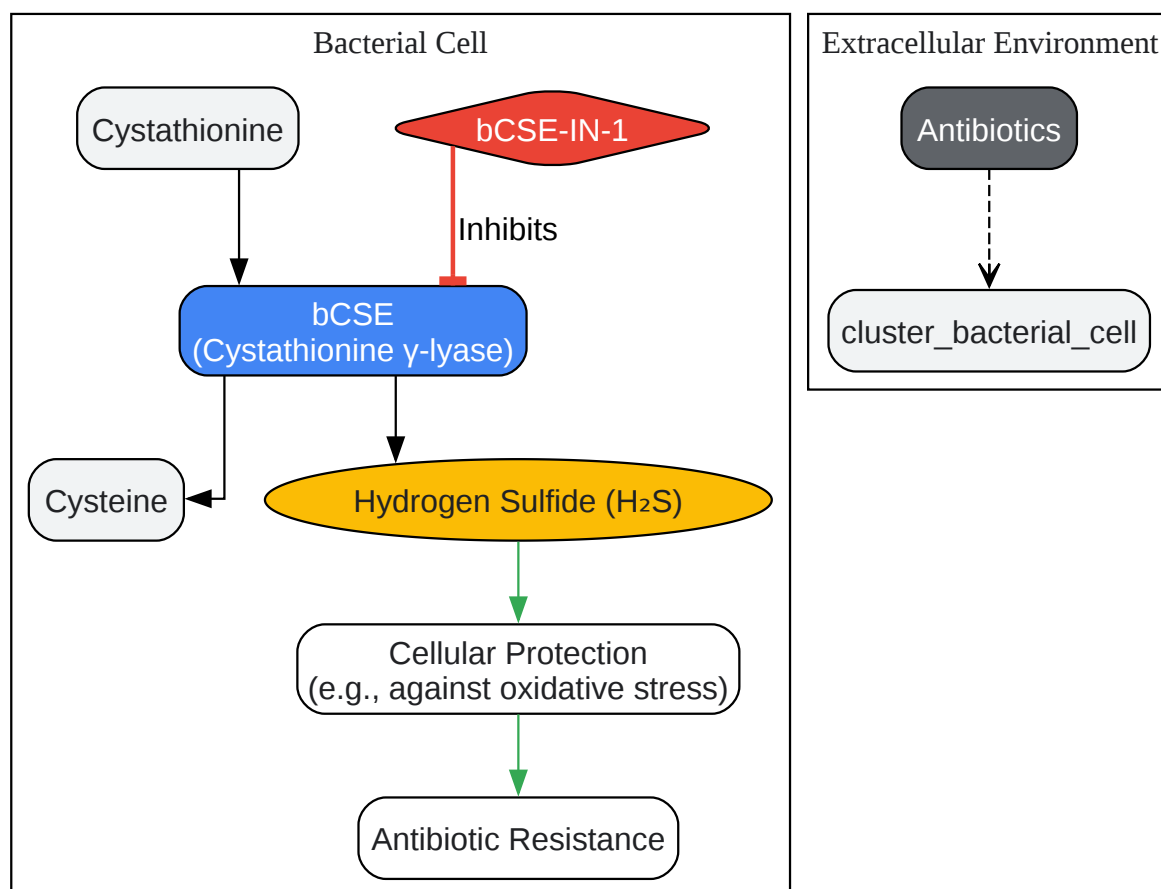 Bacterial Cell
Extracellular Environment
Cystathionine
bCSE-IN-1
Antibiotics
Inhibits
bCSE
(Cystathionine γ-lyase)
cluster_bacterial_cell
Cysteine
Hydrogen Sulfide (H₂S)
Cellular Protection
(e.g., against oxidative stress)
Antibiotic Resistance